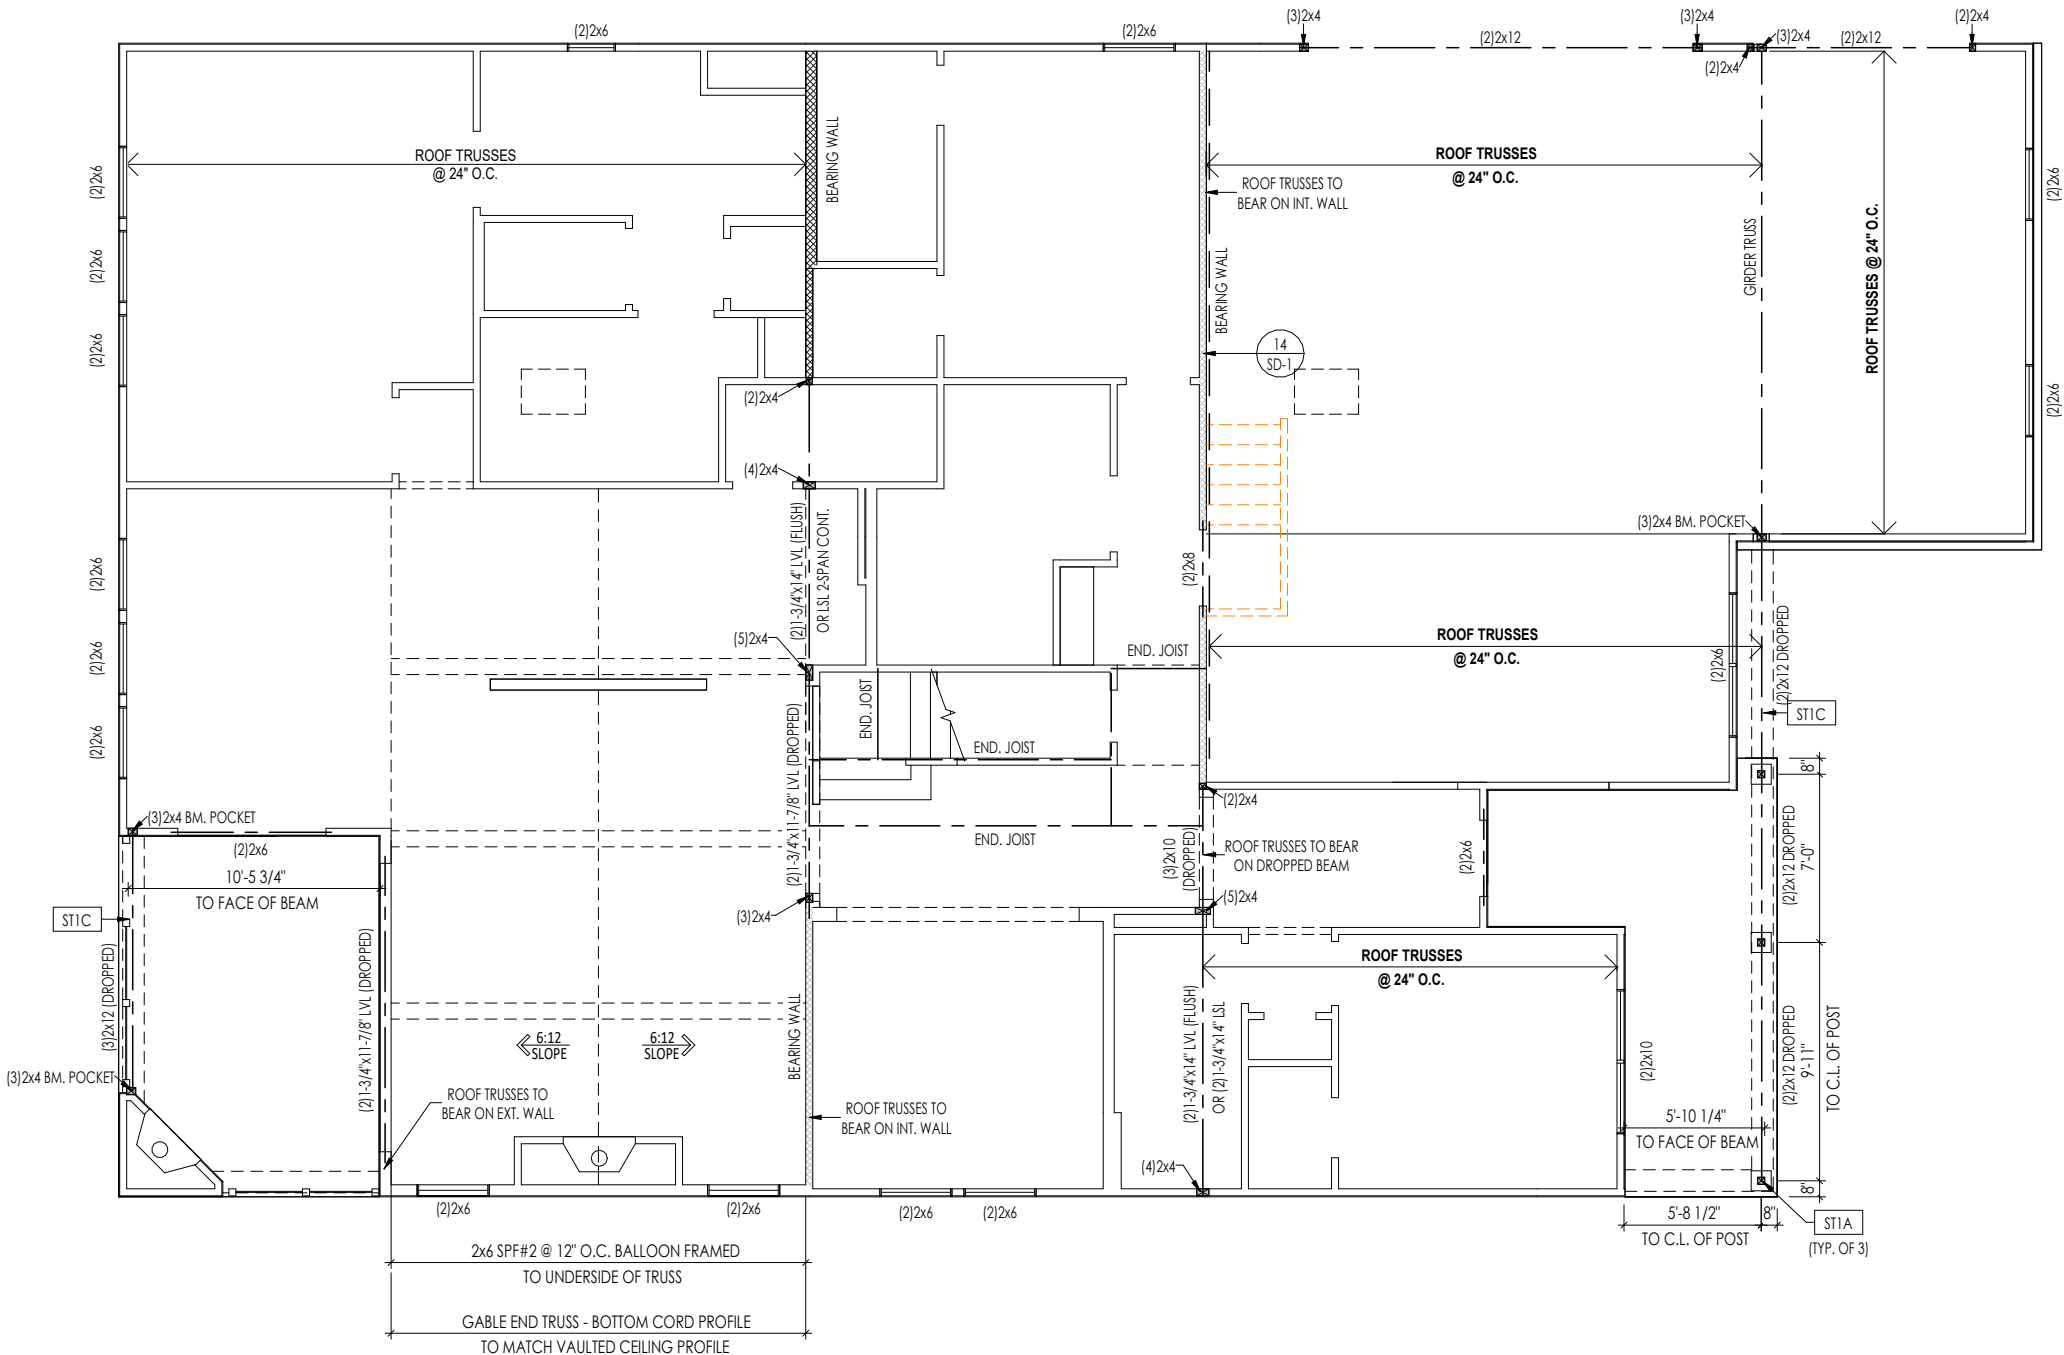 (2)2x6
(2)2x6
(3)2x4
(2)2x12
(3)2x4
(3)2x4
(2)2x4
(2)2x12
(2)2x4
ROOF TRUSSES
@ 24" O.C.
BEARING WALL
ROOF TRUSSES
@ 24" O.C.
ROOF TRUSSES TO
BEAR ON INT. WALL
(2)2x6
(2)2x6
(2)2x6
BEARING WALL
GIRDER TRUSS
ROOF TRUSSES @ 24" O.C.
(2)2x6
(2)2x6
14
SD-1
(2)2x4
(4)2x4
(2)1-3/4"x14" LVL (FLUSH)
OR LSL 2-SPAN CONT.
(3)2x4 BM. POCKET
(2)2x8
(2)2x6
(2)2x6
(2)2x6
(5)2x4
END. JOIST
ROOF TRUSSES
@ 24" O.C.
(2)2x6
(2)2x12 DROPPED
ST1C
END. JOIST
END. JOIST
(2)1-3/4"x11-7/8" LVL (DROPPED)
8"
(2)2x4
(3)2x4 BM. POCKET
(2)2x6
10'-5 3/4"
TO FACE OF BEAM
END. JOIST
(3)2x10
(DROPPED)
ROOF TRUSSES TO BEAR
ON DROPPED BEAM
(2)2x6
(2)2x12 DROPPED
7'-0"
ST1C
(3)2x4
(5)2x4
(3)2x12 (DROPPED)
(2)1-3/4"x11-7/8" LVL (DROPPED)
ROOF TRUSSES
@ 24" O.C.
6:12
SLOPE
6:12
SLOPE
BEARING WALL
(2)1-3/4"x14" LVL (FLUSH)
OR (2)1-3/4"x14" LSL
(2)2x10
(2)2x12 DROPPED
9'-11"
TO C.L. OF POST
(3)2x4 BM. POCKET
ROOF TRUSSES TO
BEAR ON EXT. WALL
ROOF TRUSSES TO
BEAR ON INT. WALL
5'-10 1/4"
TO FACE OF BEAM
(4)2x4
8"
(2)2x6
(2)2x6
(2)2x6
(2)2x6
5'-8 1/2"
8"
TO C.L. OF POST
ST1A
(TYP. OF 3)
2x6 SPF#2 @ 12" O.C. BALLOON FRAMED
TO UNDERSIDE OF TRUSS
GABLE END TRUSS - BOTTOM CORD PROFILE
TO MATCH VAULTED CEILING PROFILE